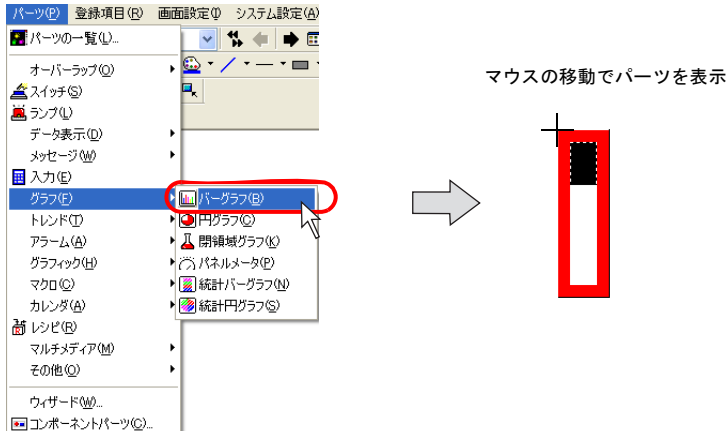 パーツ(P) 登録項目(R) 画面設定(I) システム設定(A)
パーツの一覧(L)...
オーバーラップ(O)
スイッチ(S)
ランプ(L)
データ表示(D)
メッセージ(W)
入力(E)
グラフ(F)
トレンド(T)
アラーム(A)
グラフィック(H)
マクロ(C)
カレンダ(A)
レシピ(R)
マルチメディア(M)
その他(O)
ウィザード(W)...
コンポーネントパーツ(C)...
バーグラフ(B)
円グラフ(C)
閉領域グラフ(K)
パネルメータ(P)
統計バーグラフ(N)
統計円グラフ(S)
マウスの移動でパーツを表示